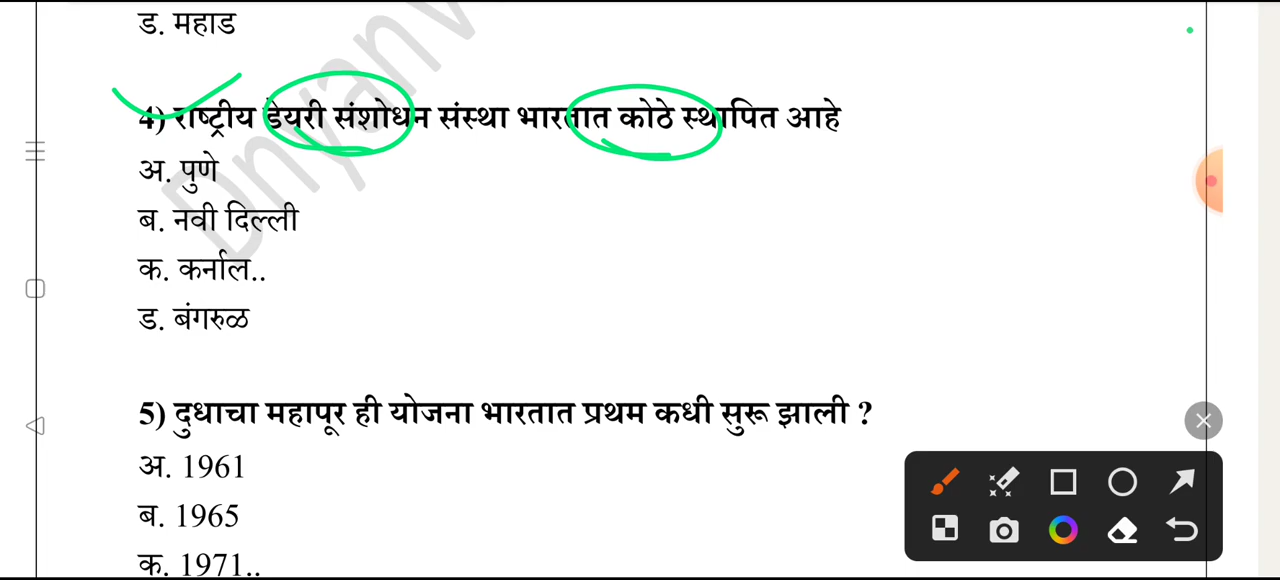 ड. महाड
4) राष्ट्रीय डेयरी संशोधन संस्था भारतात कोठे स्थापित आहे
अ. पुणे
ब. नवी दिल्ली
क. कर्नाल..
ड. बंगरुळ
5) दुधाचा महापूर ही योजना भारतात प्रथम कधी सुरू झाली ?
अ. 1961
ब. 1965
क. 1971..